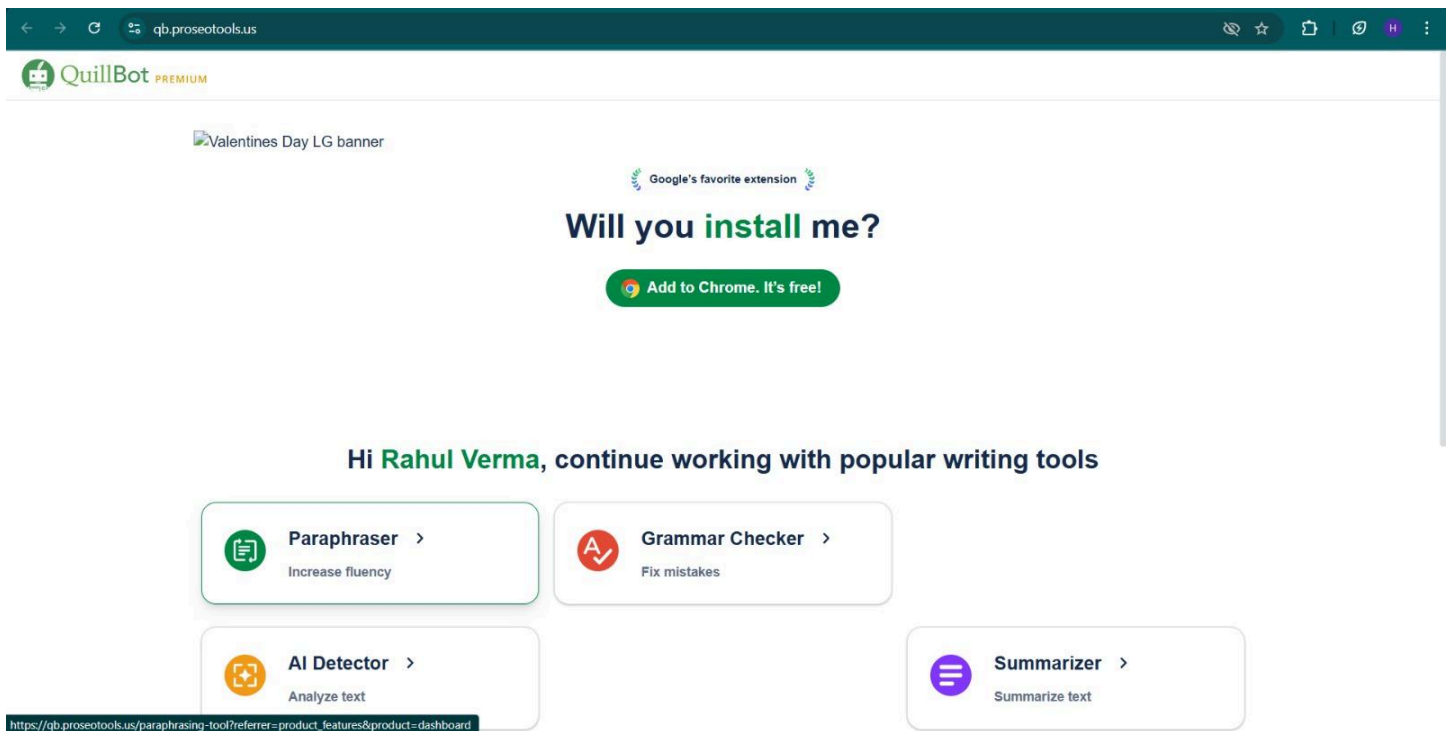 qb.proseotools.us
H
QuillBot PREMIUM
Valentines Day LG banner
Google's favorite extension
Will you install me?
Add to Chrome. It's free!
Hi Rahul Verma, continue working with popular writing tools
Paraphraser
Increase fluency
Grammar Checker
Fix mistakes
AI Detector
Analyze text
Summarizer
Summarize text
https://qb.proseotools.us/paraphrasing-tool?referrer=product_features&product=dashboard